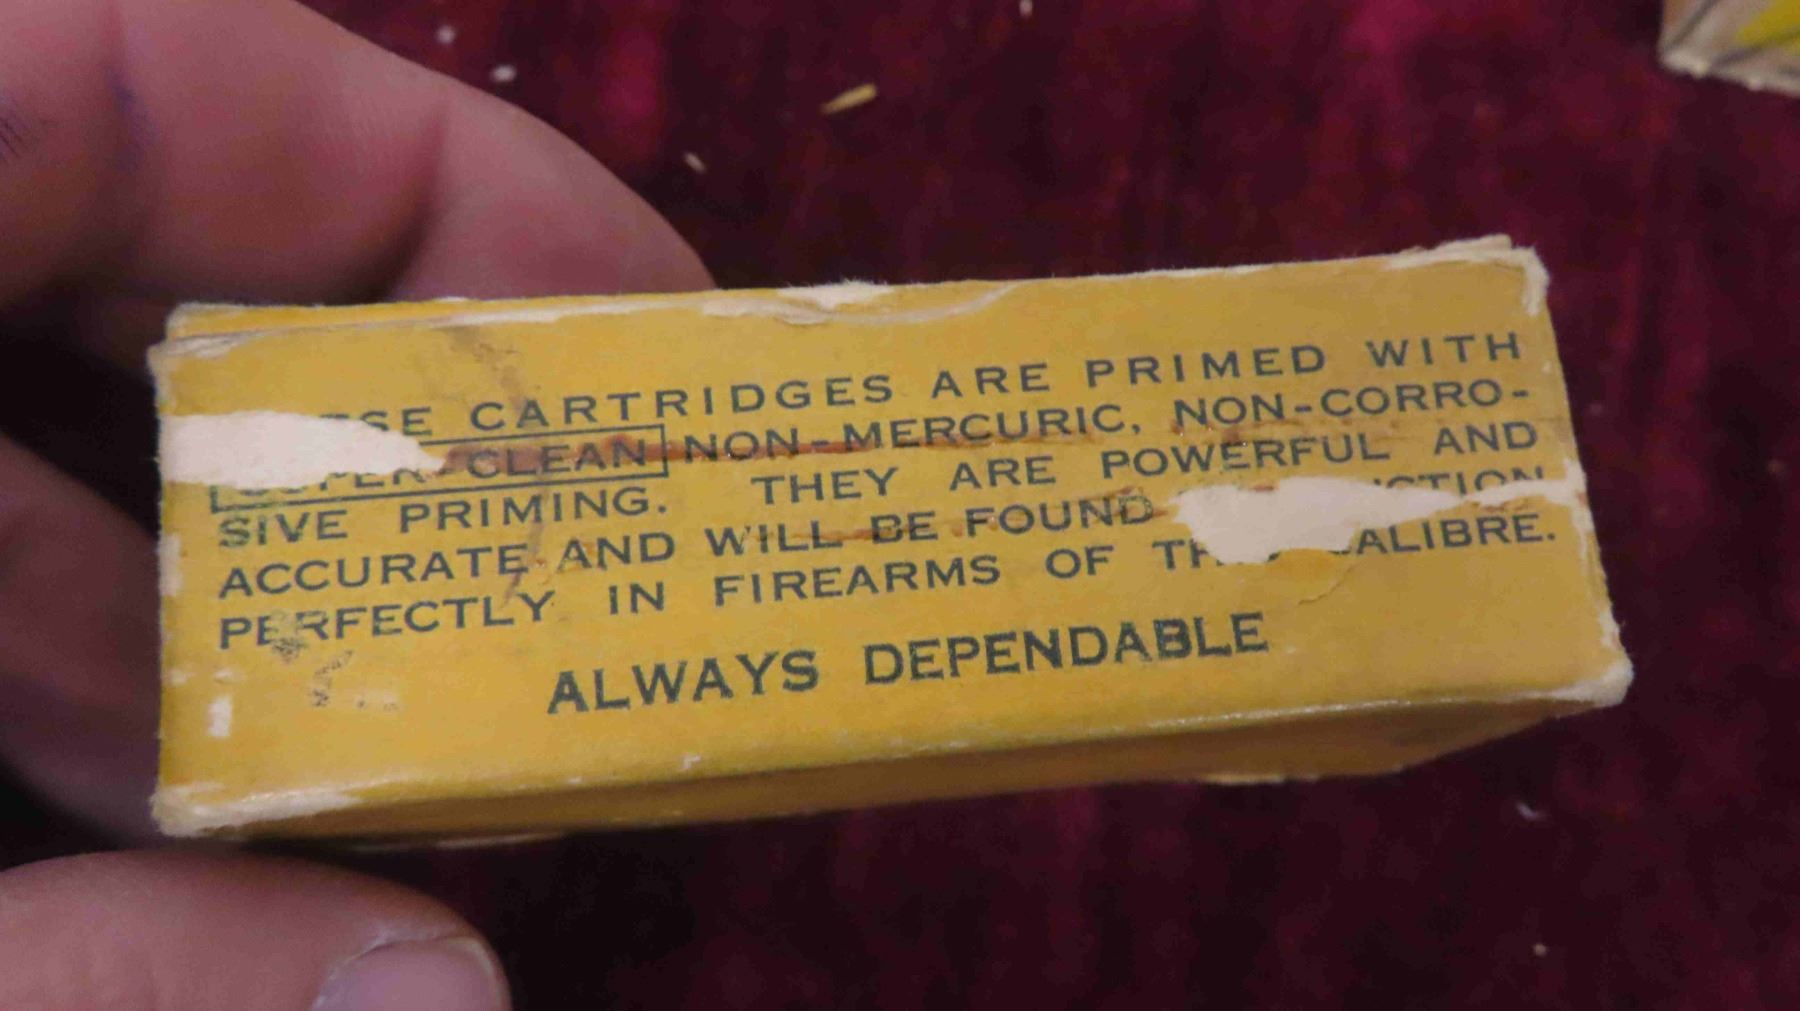 CARTRIDGES ARE PRIMED WITH
CLEAN NON-MERCURIC, NON-CORRO-
SIVE PRIMING. THEY ARE POWERFUL AND
ACCURATE AND WILL BE FOUND
PERFECTLY IN FIREARMS OF
ALWAYS DEPENDABLE